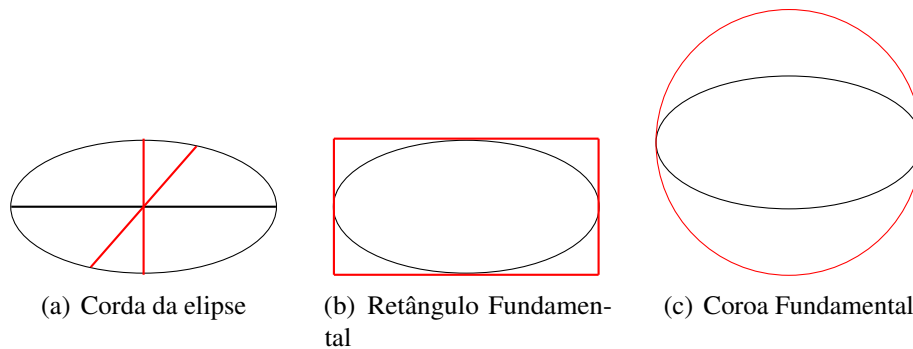 (a) Corda da elipse
(b) Retângulo Fundamen-
tal
(c) Coroa Fundamental